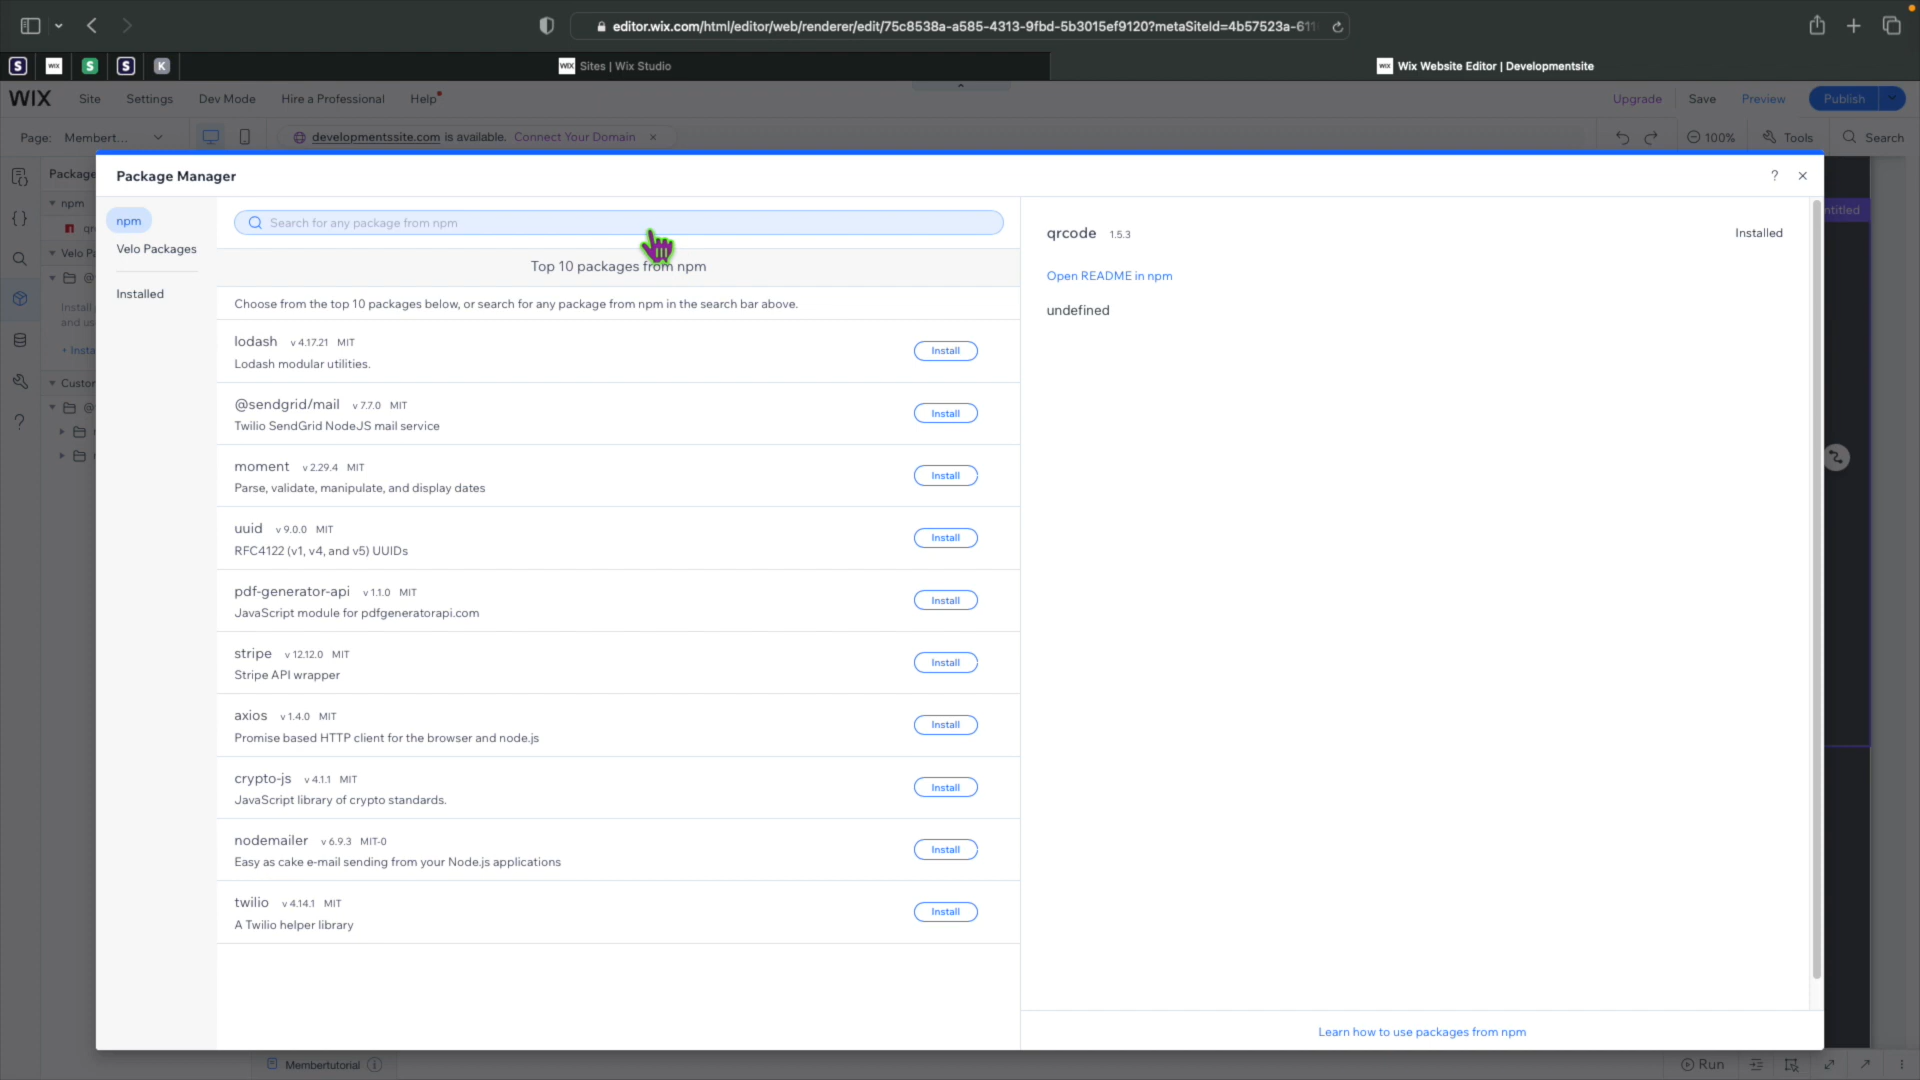 editor.wix.com/html/editor/web/renderer/edit/75c8538a-a585-4313-9fbd-5b3015ef9120?metaSiteId=4b57523a-611
S
WIX
S
S
K
WIX Sites | Wix Studio
WIX Wix Website Editor | Developmentsite
WIX Site Settings Dev Mode Hire a Professional Help
Upgrade Save Preview Publish
Page: Membert...
developmentssite.com is available. Connect Your Domain
100% Tools Search
Package
npm
qr
Velo Pa
@
Install
and us
+ Insta
Custor
@
ntitled
Package Manager
npm
Velo Packages
Installed
Search for any package from npm
Top 10 packages from npm
Choose from the top 10 packages below, or search for any package from npm in the search bar above.
lodash v 4.17.21 MIT
Lodash modular utilities.
Install
@sendgrid/mail v 7.7.0 MIT
Twilio SendGrid NodeJS mail service
Install
moment v 2.29.4 MIT
Parse, validate, manipulate, and display dates
Install
uuid v 9.0.0 MIT
RFC4122 (v1, v4, and v5) UUIDs
Install
pdf-generator-api v 1.1.0 MIT
JavaScript module for pdfgeneratorapi.com
Install
stripe v 12.12.0 MIT
Stripe API wrapper
Install
axios v 1.4.0 MIT
Promise based HTTP client for the browser and node.js
Install
crypto-js v 4.1.1 MIT
JavaScript library of crypto standards.
Install
nodemailer v 6.9.3 MIT-0
Easy as cake e-mail sending from your Node.js applications
Install
twilio v 4.14.1 MIT
A Twilio helper library
Install
qrcode 1.5.3
Installed
Open README in npm
undefined
Learn how to use packages from npm
Membertutorial
Run